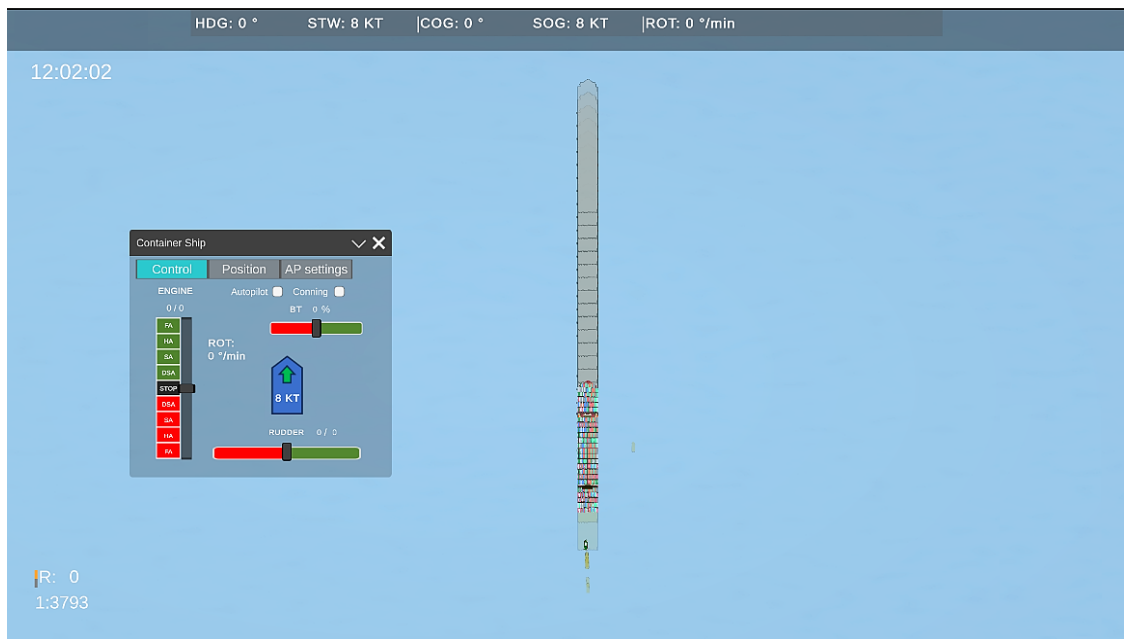 HDG: 0 ° STW: 8 KT |COG: 0 ° SOG: 8 KT |ROT: 0 °/min
12:02:02
Container Ship
Control Position AP settings
ENGINE Autopilot Conning
0 / 0 BT 0 %
FA
HA
ROT:
SA 0 °/min
DSA
STOP
8 KT
DSA
SA
RUDDER 0 / 0
HA
FA
R: 0
1:3793